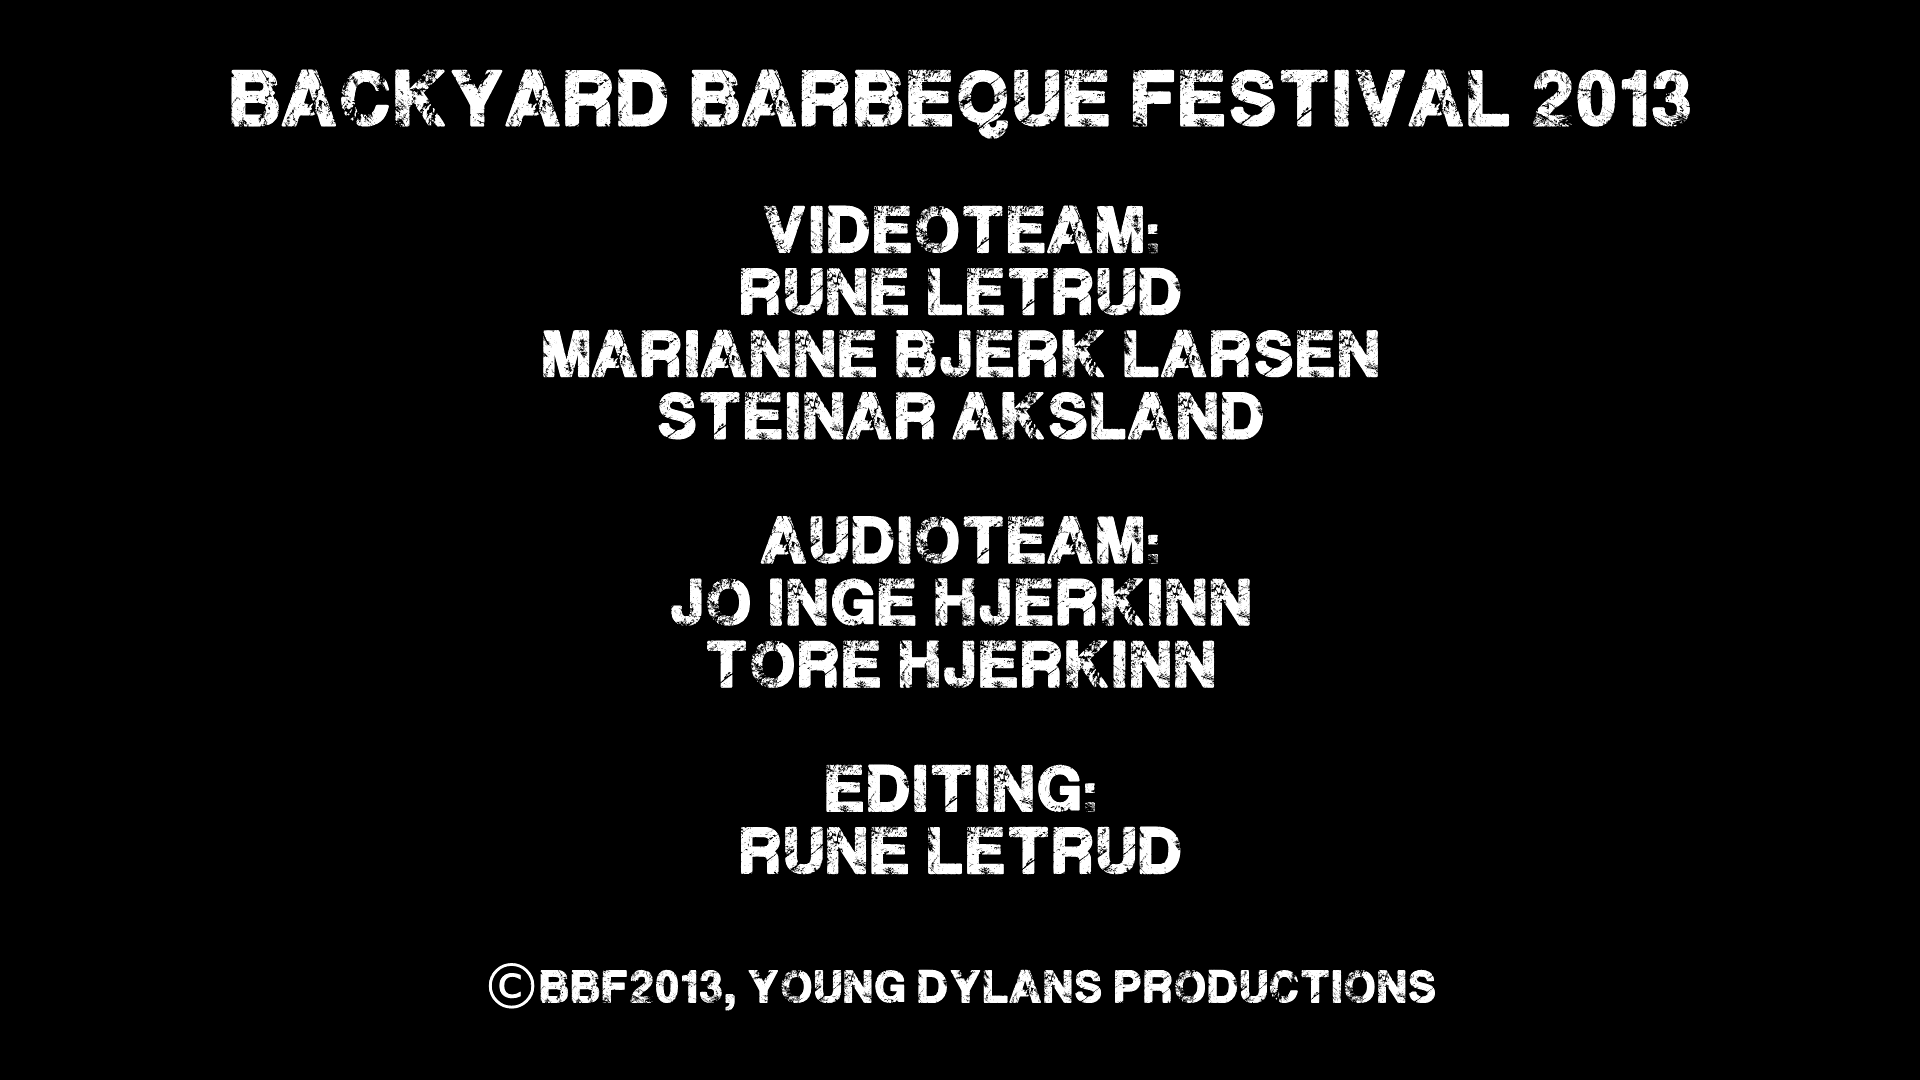 BACKYARD BARBEQUE FESTIVAL 2013
VIDEOTEAM:
RUNE LETRUD
MARIANNE BJERK LARSEN
STEINAR AKSLAND
AUDIOTEAM:
JO INGE HJERKINN
TORE HJERKINN
EDITING:
RUNE LETRUD
©BBF2013, YOUNG DYLANS PRODUCTIONS